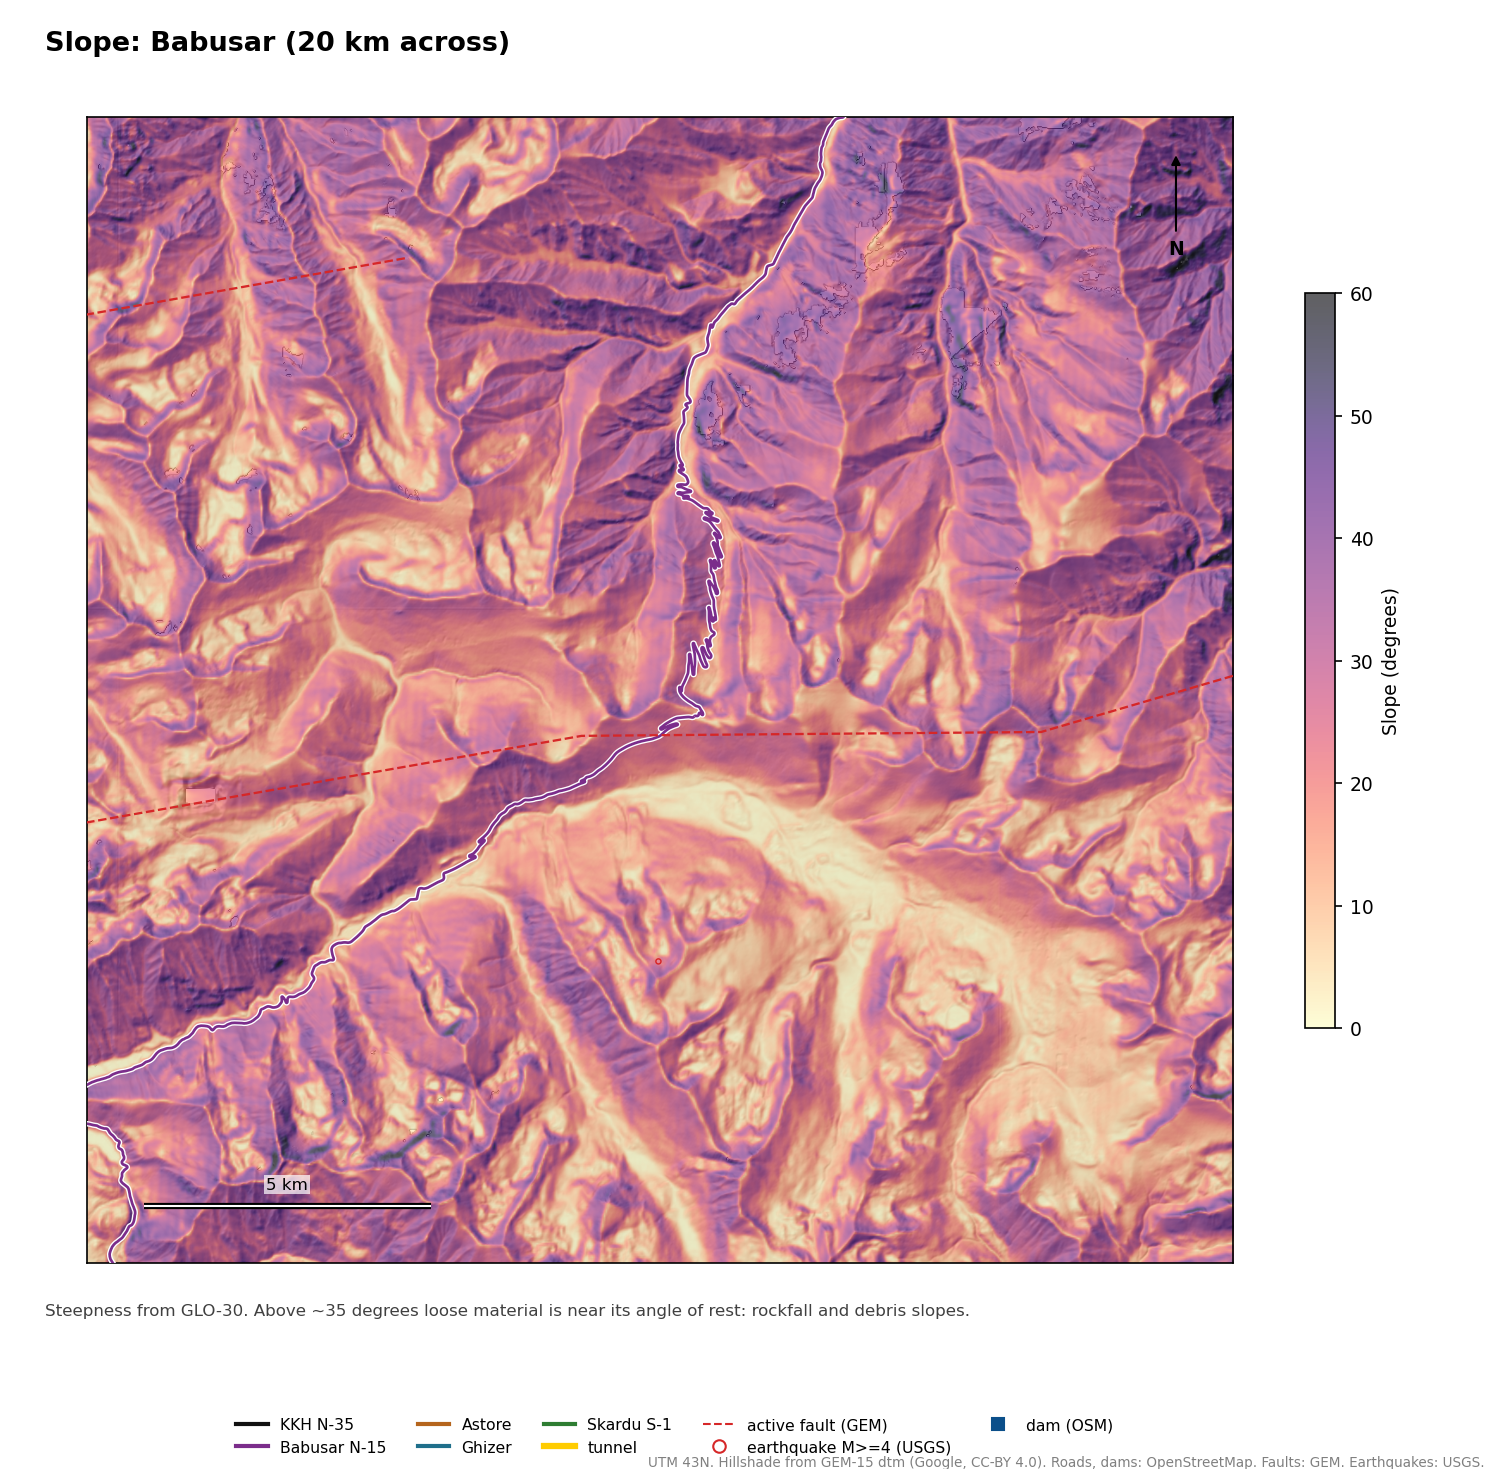 Slope: Babusar (20 km across)
N
60
50
40
30
20
10
0
Slope (degrees)
5 km
Steepness from GLO-30. Above ~35 degrees loose material is near its angle of rest: rockfall and debris slopes.
KKH N-35
Astore
Skardu S-1
active fault (GEM)
dam (OSM)
Babusar N-15
Ghizer
tunnel
earthquake M>=4 (USGS)
UTM 43N. Hillshade from GEM-15 dtm (Google, CC-BY 4.0). Roads, dams: OpenStreetMap. Faults: GEM. Earthquakes: USGS.